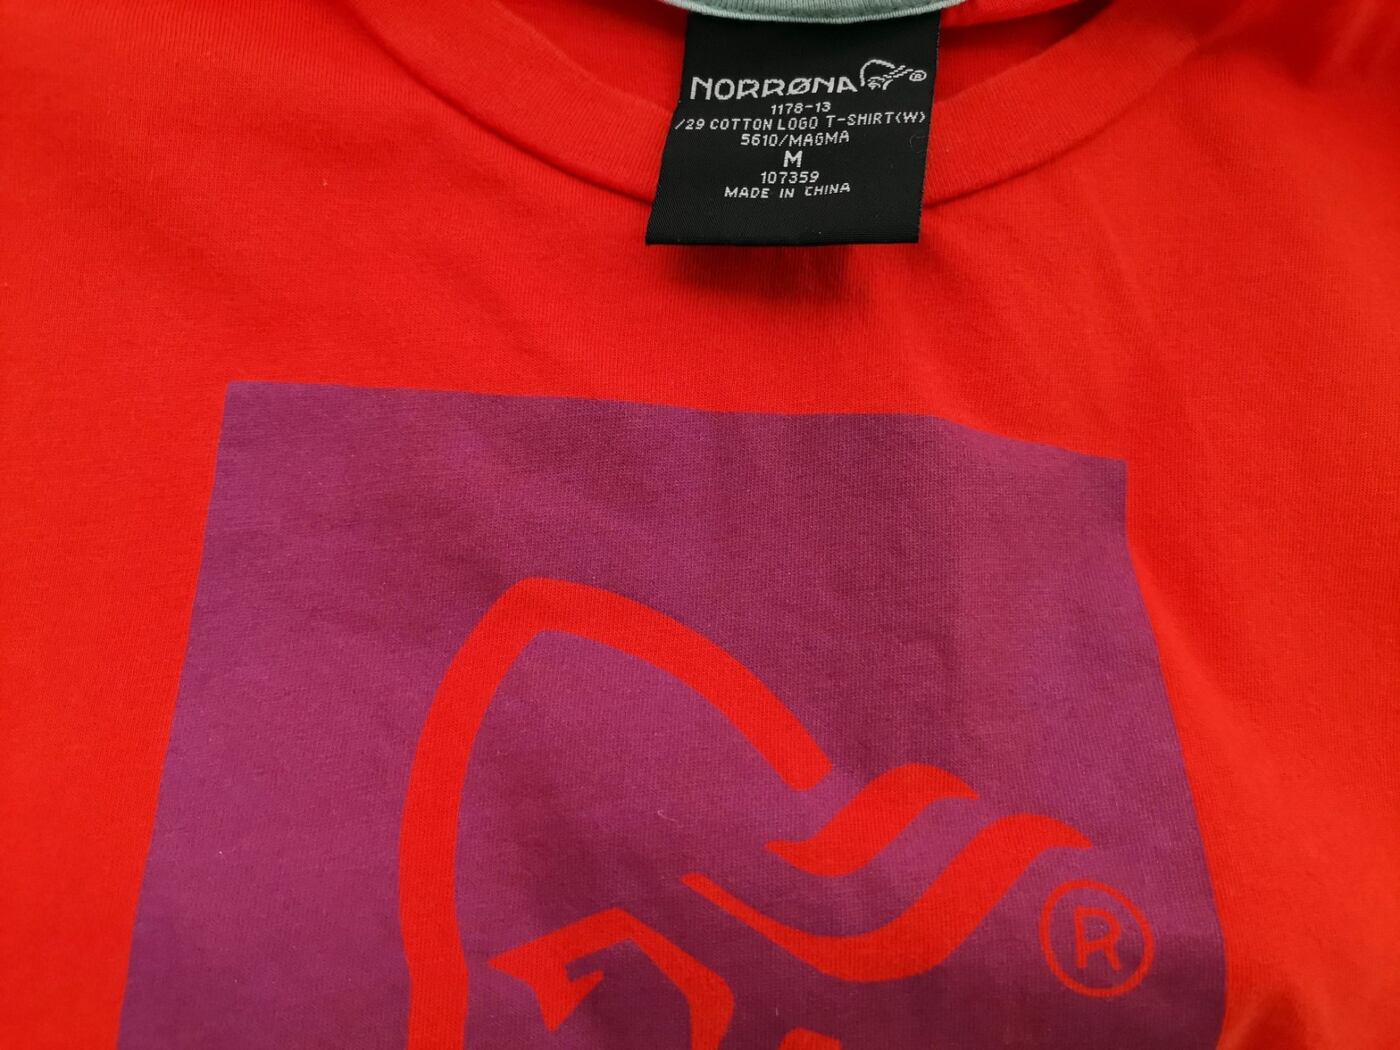 NORRØNA ®
1178-13
/29 COTTON LOGO T-SHIRT(W)
5610/MAGMA
M
107359
MADE IN CHINA
®